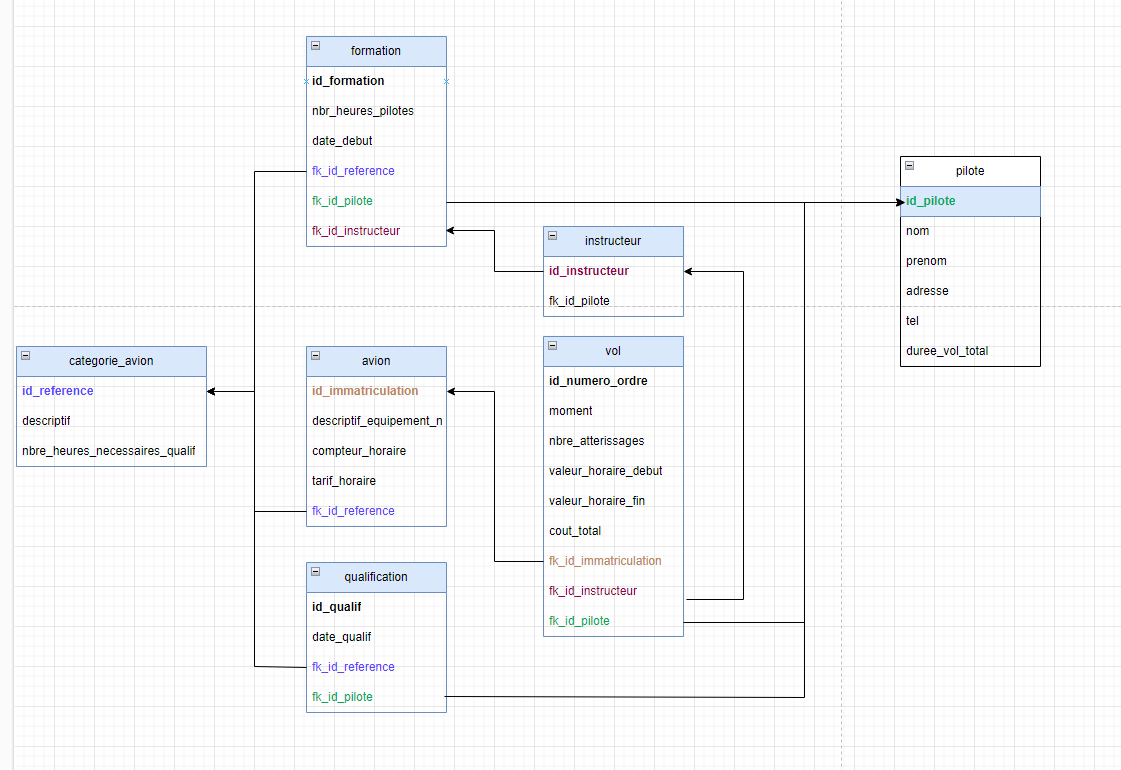 formation
id_formation
nbr_heures_pilotes
date_debut
fk_id_reference
fk_id_pilote
fk_id_instructeur
pilote
id_pilote
nom
prenom
adresse
tel
duree_vol_total
instructeur
id_instructeur
fk_id_pilote
categorie_avion
id_reference
descriptif
nbre_heures_necessaires_qualif
avion
id_immatriculation
descriptif_equipement_n
compteur_horaire
tarif_horaire
fk_id_reference
vol
id_numero_ordre
moment
nbre_atterissages
valeur_horaire_debut
valeur_horaire_fin
cout_total
fk_id_immatriculation
fk_id_instructeur
fk_id_pilote
qualification
id_qualif
date_qualif
fk_id_reference
fk_id_pilote